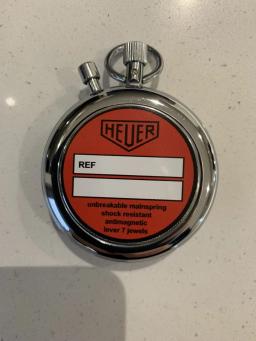 HEUER
REF
unbreakable mainspring
shock resistant
antimagnetic
lever 7 jewels